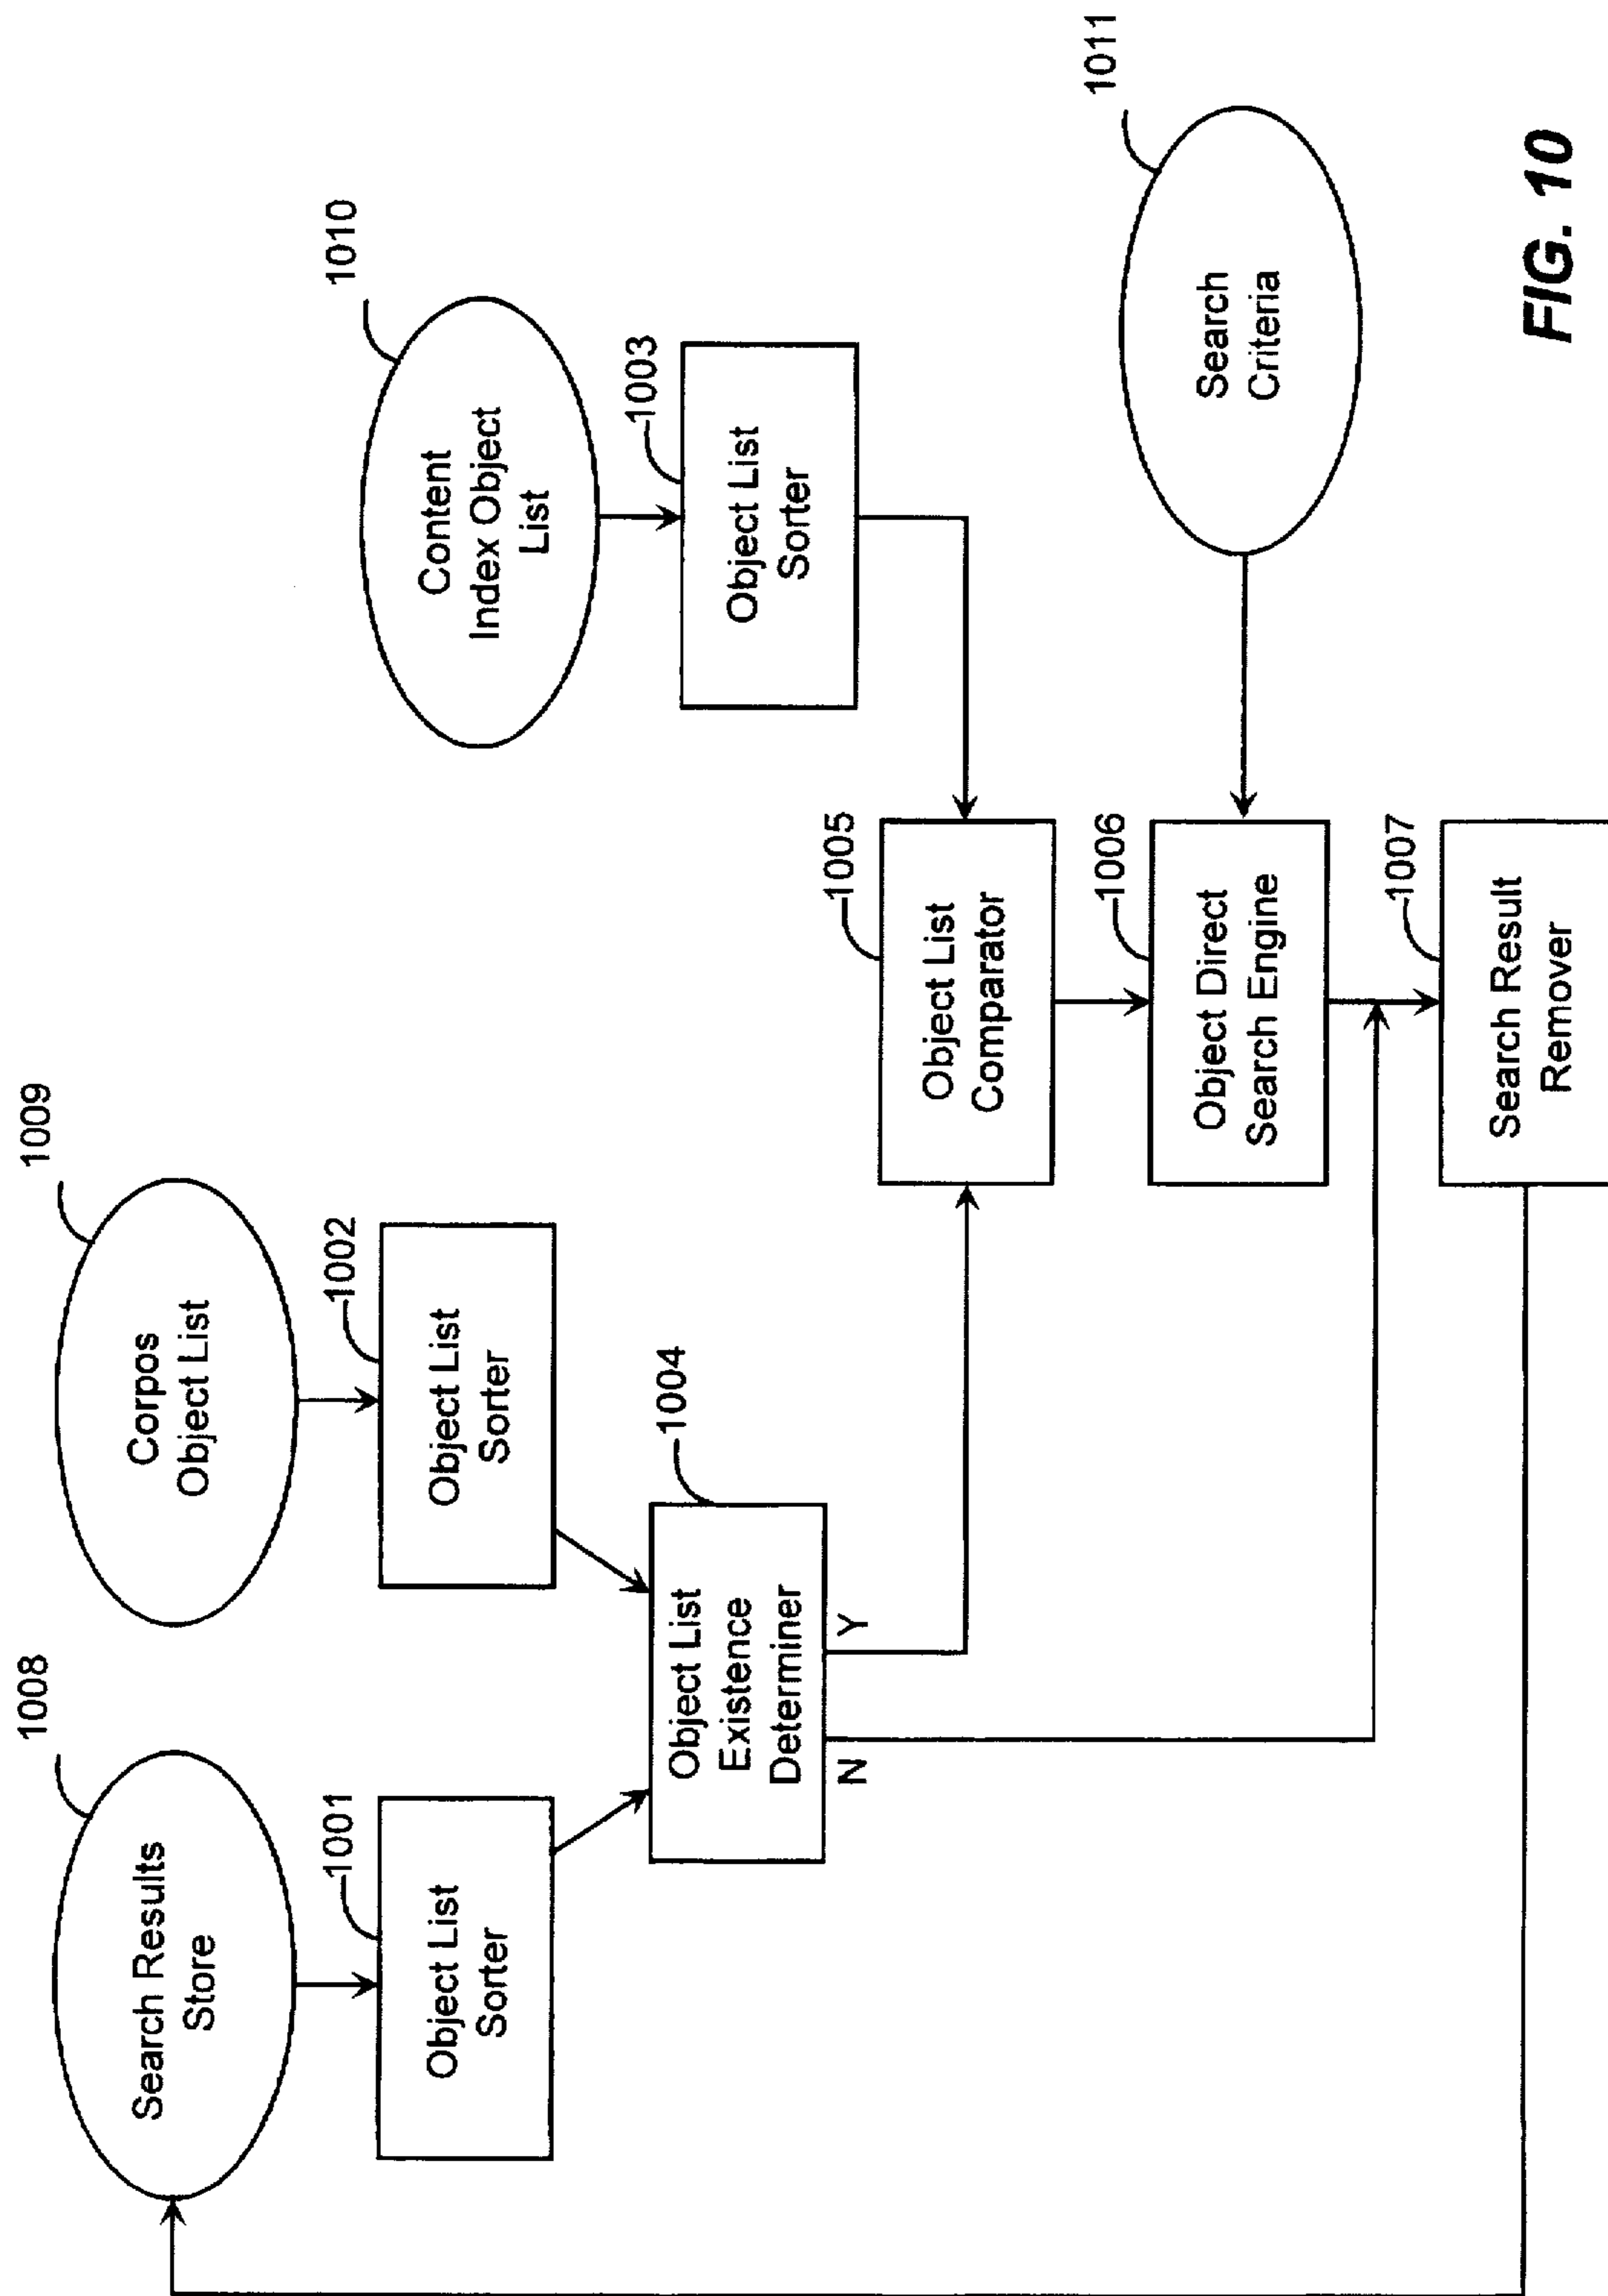 1008
Search Results
Store
1009
Corpos
Object List
1010
Content
Index Object
List
1001
Object List
Sorter
1002
Object List
Sorter
1003
Object List
Sorter
1004
Object List
Existence
Determiner
N
Y
1005
Object List
Comparator
1011
Search
Criteria
1006
Object Direct
Search Engine
1007
Search Result
Remover
FIG. 10